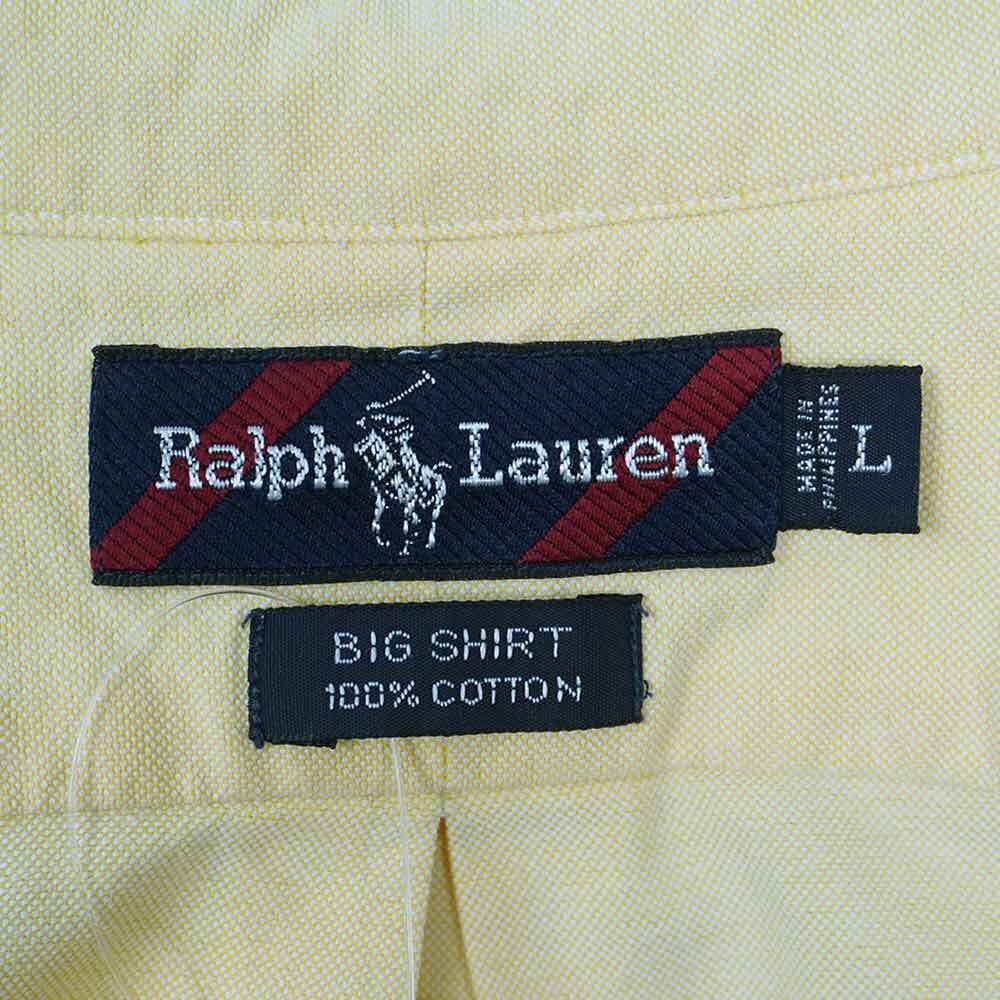 Ralph Lauren
MADE IN
PHILIPPINES
L
BIG SHIRT
100% COTTON